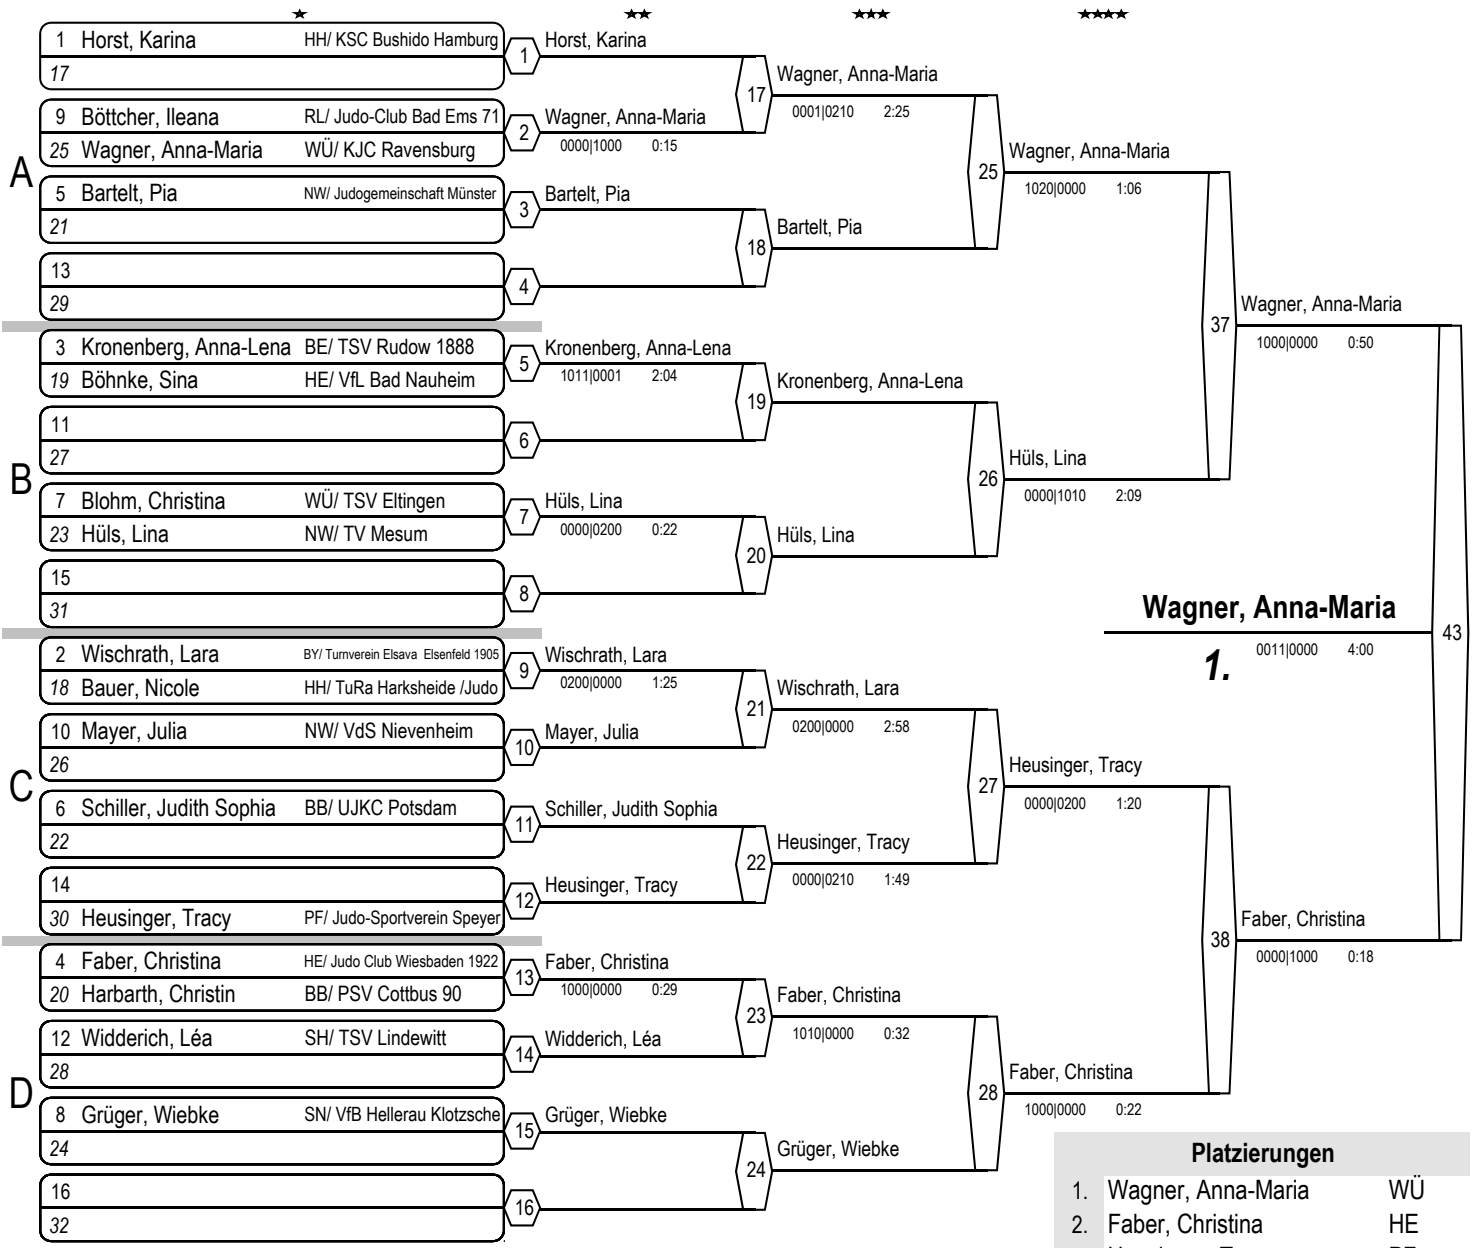 ★ ★★ ★★★ ★★★★
1 Horst, Karina HH/ KSC Bushido Hamburg
17
1
Horst, Karina
9 Böttcher, Ileana RL/ Judo-Club Bad Ems 71
25 Wagner, Anna-Maria WÜ/ KJC Ravensburg
2
Wagner, Anna-Maria
0000|1000 0:15
17
Wagner, Anna-Maria
0001|0210 2:25
A
5 Bartelt, Pia NW/ Judogemeinschaft Münster
21
3
Bartelt, Pia
13
29
4
18
Bartelt, Pia
25
Wagner, Anna-Maria
1020|0000 1:06
3 Kronenberg, Anna-Lena BE/ TSV Rudow 1888
19 Böhnke, Sina HE/ VfL Bad Nauheim
5
Kronenberg, Anna-Lena
1011|0001 2:04
11
27
6
19
Kronenberg, Anna-Lena
B
7 Blohm, Christina WÜ/ TSV Eltingen
23 Hüls, Lina NW/ TV Mesum
7
Hüls, Lina
0000|0200 0:22
15
31
8
20
Hüls, Lina
26
Hüls, Lina
0000|1010 2:09
37
Wagner, Anna-Maria
1000|0000 0:50
2 Wischrath, Lara BY/ Turnverein Elsava Elsenfeld 1905
18 Bauer, Nicole HH/ TuRa Harksheide /Judo
9
Wischrath, Lara
0200|0000 1:25
10 Mayer, Julia NW/ VdS Nievenheim
26
10
Mayer, Julia
21
Wischrath, Lara
0200|0000 2:58
C
6 Schiller, Judith Sophia BB/ UJKC Potsdam
22
11
Schiller, Judith Sophia
14
30 Heusinger, Tracy PF/ Judo-Sportverein Speyer
12
Heusinger, Tracy
22
Heusinger, Tracy
0000|0210 1:49
27
Heusinger, Tracy
0000|0200 1:20
4 Faber, Christina HE/ Judo Club Wiesbaden 1922
20 Harbarth, Christin BB/ PSV Cottbus 90
13
Faber, Christina
1000|0000 0:29
12 Widderich, Léa SH/ TSV Lindewitt
28
14
Widderich, Léa
23
Faber, Christina
1010|0000 0:32
D
8 Grüger, Wiebke SN/ VfB Hellerau Klotzsche
24
15
Grüger, Wiebke
16
32
16
24
Grüger, Wiebke
28
Faber, Christina
1000|0000 0:22
38
Faber, Christina
0000|1000 0:18
43
Wagner, Anna-Maria
1. 0011|0000 4:00
Platzierungen
1. Wagner, Anna-Maria WÜ
2. Faber, Christina HE